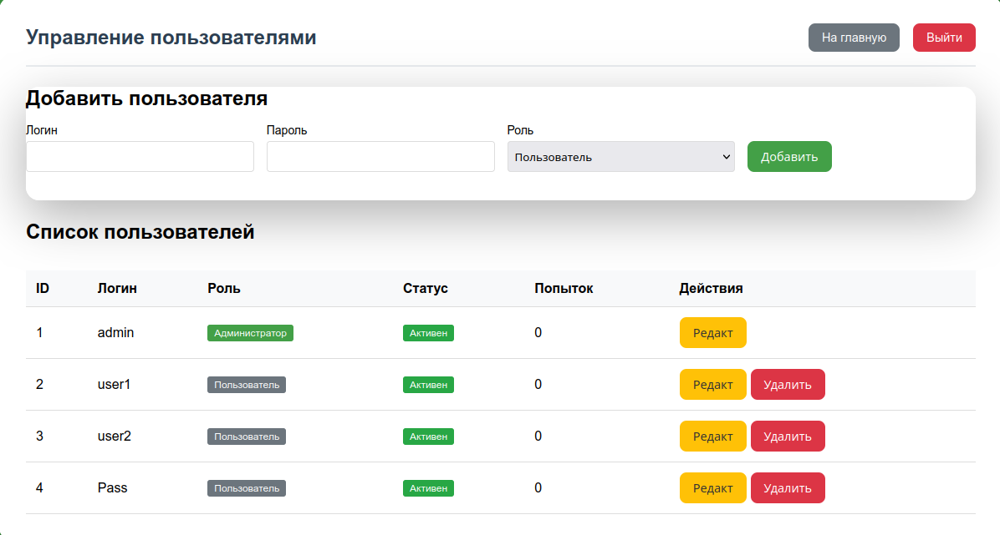 Управление пользователями На главную Выйти
Добавить пользователя
Логин Пароль Роль
Пользователь Добавить
Список пользователей
ID Логин Роль Статус Попыток Действия
1 admin Администратор Активен 0 Редакт
2 user1 Пользователь Активен 0 Редакт Удалить
3 user2 Пользователь Активен 0 Редакт Удалить
4 Pass Пользователь Активен 0 Редакт Удалить